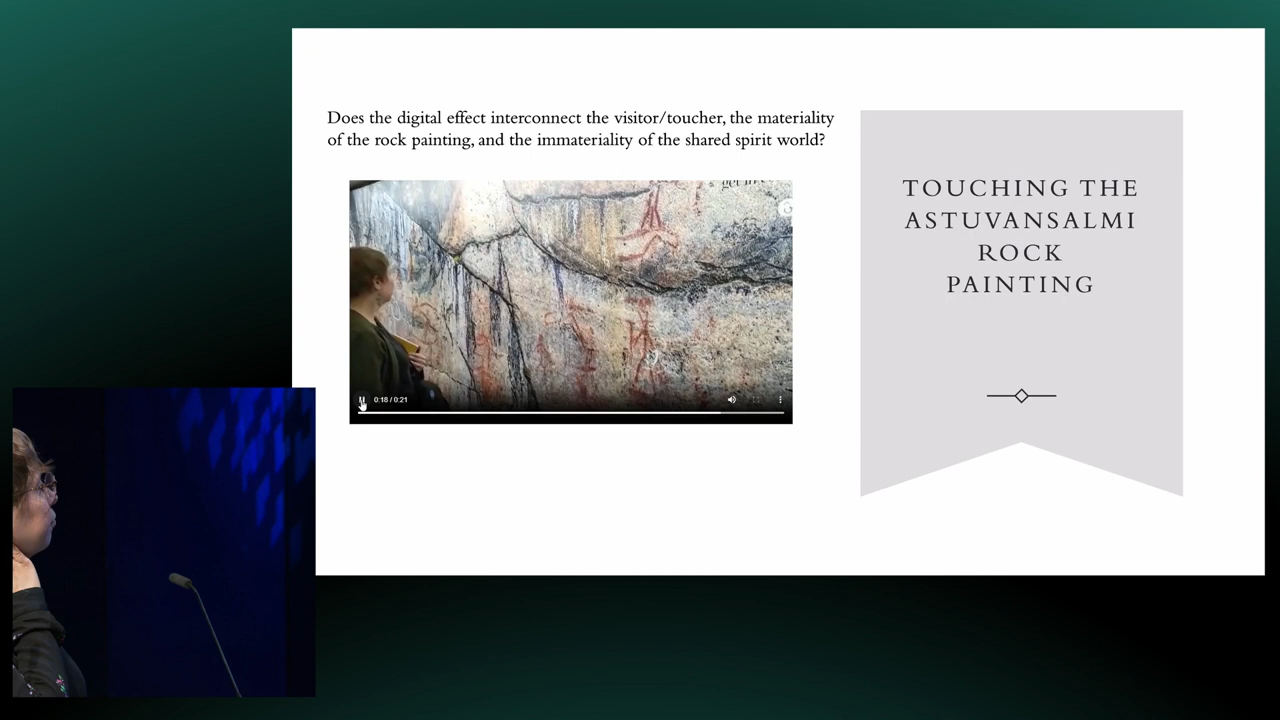 Does the digital effect interconnect the visitor/toucher, the materiality
of the rock painting, and the immateriality of the shared spirit world?
0:18 / 0:21
TOUCHING THE
ASTUVANSALMI
ROCK
PAINTING